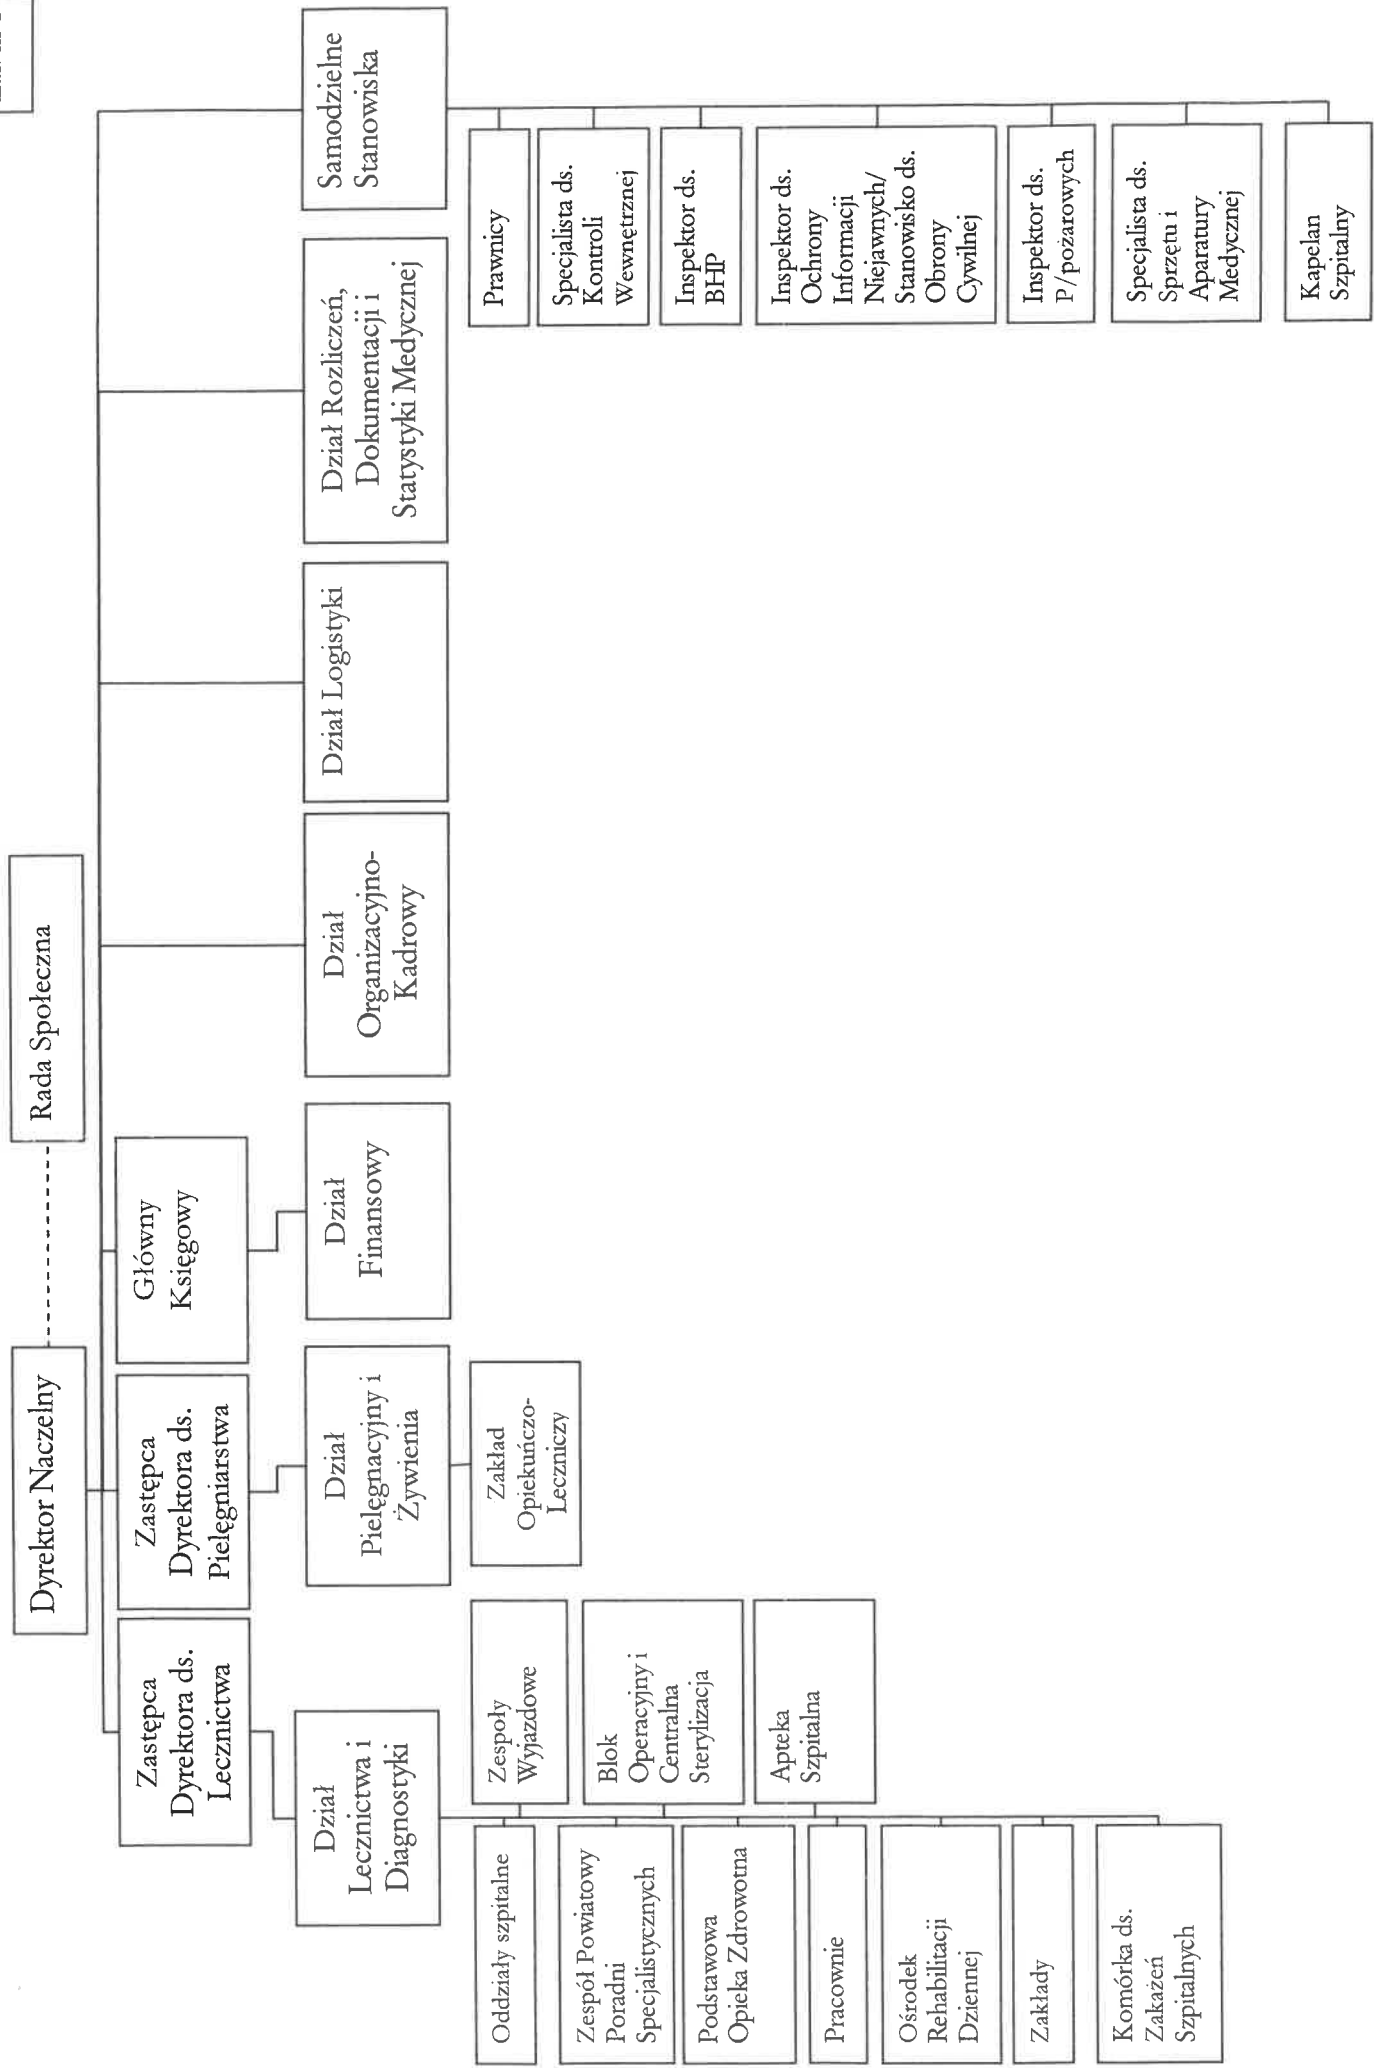 Dyrektor Naczelny
Rada Społeczna
Zastępca
Dyrektora ds.
Lecznictwa
Zastępca
Dyrektora ds.
Pielęgniarstwa
Główny
Księgowy
Dział
Lecznictwa i
Diagnostyki
Dział
Pielęgnacyjny i
Żywienia
Dział
Finansowy
Dział
Organizacyjno-
Kadrowy
Dział Logistyki
Dział Rozliczeń,
Dokumentacji i
Statystyki Medycznej
Samodzielne
Stanowiska
Oddziały szpitalne
Zespół Powiatowy
Poradni
Specjalistycznych
Podstawowa
Opieka Zdrowotna
Pracownie
Ośrodek
Rehabilitacji
Dziennej
Zakłady
Komórka ds.
Zakażeń
Szpitalnych
Zespoły
Wyjazdowe
Blok
Operacyjny i
Centralna
Sterylizacja
Apteka
Szpitalna
Zakład
Opiekuńczo-
Leczniczy
Prawnicy
Specjalista ds.
Kontroli
Wewnętrznej
Inspektor ds.
BHP
Inspektor ds.
Ochrony
Informacji
Niejawnych/
Stanowisko ds.
Obrony
Cywilnej
Inspektor ds.
P/pożarowych
Specjalista ds.
Sprzętu i
Aparatury
Medycznej
Kapelan
Szpitalny